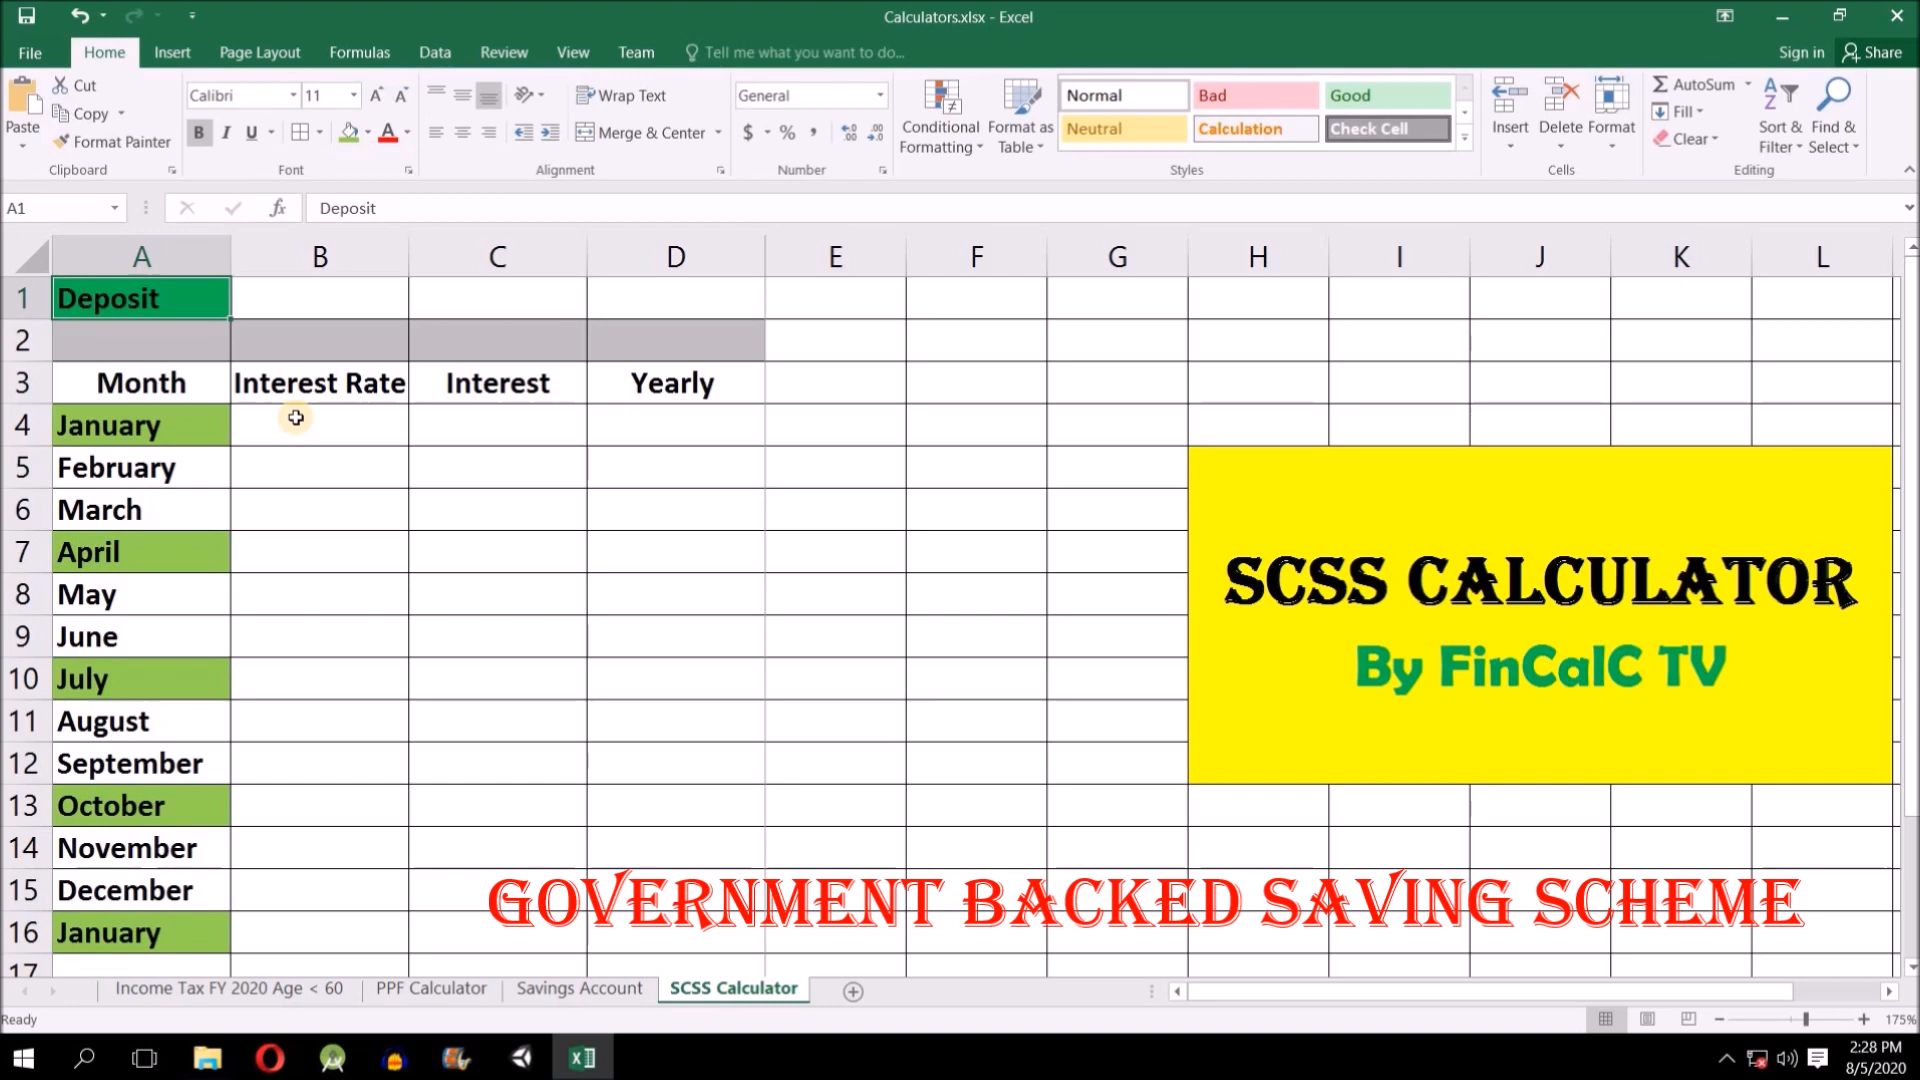 Calculators.xlsx - Excel
File Home Insert Page Layout Formulas Data Review View Team Tell me what you want to do... Sign in Share
Paste
Cut
Copy
Format Painter
Clipboard
Calibri 11
B I U
Font
Wrap Text
Merge & Center
Alignment
General
$ % ,
Number
Conditional Formatting
Format as Table
Normal Bad Good
Neutral Calculation Check Cell
Styles
Insert Delete Format
Cells
AutoSum
Fill
Clear
Sort & Filter
Find & Select
Editing
A1 fx Deposit
A B C D E F G H I J K L
1 Deposit
2
3 Month Interest Rate Interest Yearly
4 January
5 February
6 March
7 April
8 May
9 June
10 July
11 August
12 September
13 October
14 November
15 December
16 January
17
SCSS CALCULATOR
By FinCalC TV
GOVERNMENT BACKED SAVING SCHEME
Income Tax FY 2020 Age < 60 PPF Calculator Savings Account SCSS Calculator
Ready 175%
2:28 PM
8/5/2020